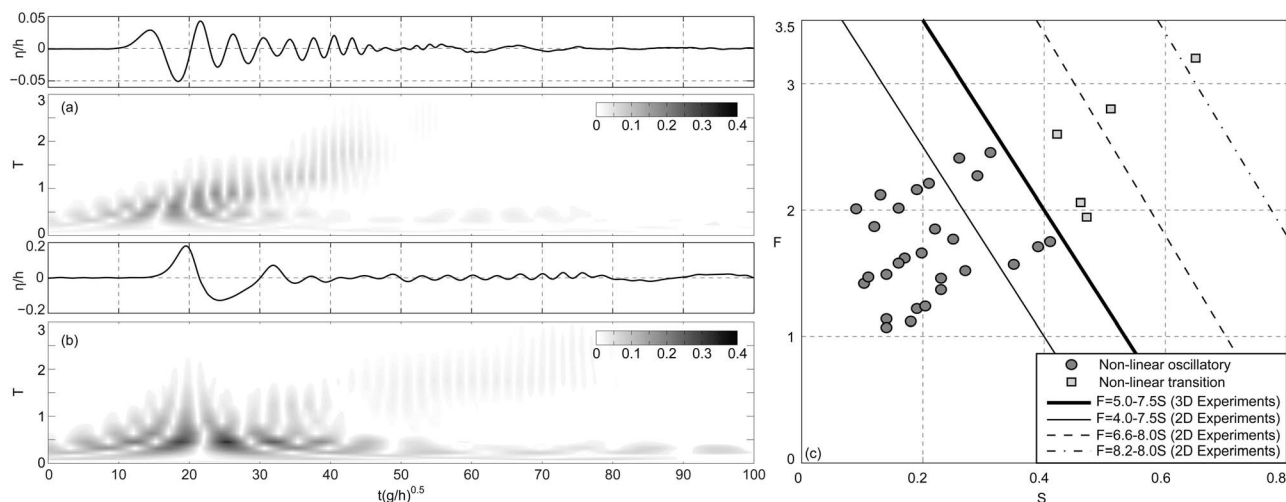 0.05
0
−0.05
η/h
(a)
0 0.1 0.2 0.3 0.4
3
2
1
0
T
0.2
0
−0.2
η/h
(b)
0 0.1 0.2 0.3 0.4
3
2
1
0
T
0 10 20 30 40 50 60 70 80 90 100
t(g/h)0.5
3.5
3
2
F
1
0
(c)
Non-linear oscillatory
Non-linear transition
F=5.0-7.5S (3D Experiments)
F=4.0-7.5S (2D Experiments)
F=6.6-8.0S (2D Experiments)
F=8.2-8.0S (2D Experiments)
0.2 0.4 0.6 0.8
S